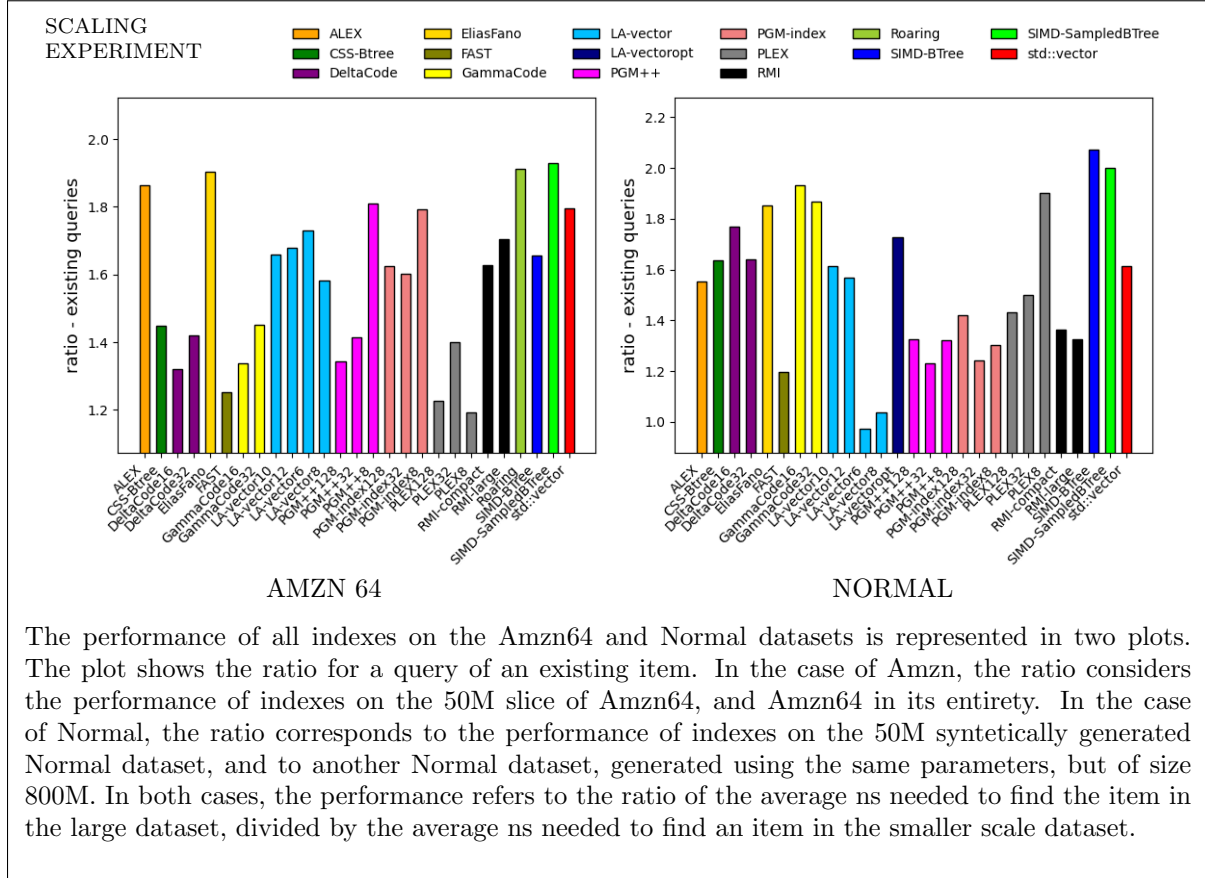 SCALING
EXPERIMENT
ALEX
CSS-Btree
DeltaCode
EliasFano
FAST
GammaCode
LA-vector
LA-vectoropt
PGM++
PGM-index
PLEX
RMI
Roaring
SIMD-BTree
SIMD-SampledBTree
std::vector
ratio - existing queries
2.0
1.8
1.6
1.4
1.2
ALEX
CSS-Btree
DeltaCode16
DeltaCode32
EliasFano
FAST
GammaCode16
GammaCode32
LA-vector10
LA-vector12
LA-vector6
LA-vector8
PGM++128
PGM++32
PGM++8
PGM-index128
PGM-index32
PGM-index8
PLEX128
PLEX32
PLEX8
RMI-compact
RMI-large
Roaring
SIMD-BTree
SIMD-SampledBTree
std::vector
AMZN 64
ratio - existing queries
2.2
2.0
1.8
1.6
1.4
1.2
1.0
ALEX
CSS-Btree
DeltaCode16
DeltaCode32
EliasFano
FAST
GammaCode16
GammaCode32
LA-vector10
LA-vector12
LA-vector6
LA-vector8
LA-vectoropt
PGM++128
PGM++32
PGM++8
PGM-index128
PGM-index32
PGM-index8
PLEX128
PLEX32
PLEX8
RMI-compact
RMI-large
SIMD-BTree
SIMD-SampledBTree
std::vector
NORMAL
The performance of all indexes on the Amzn64 and Normal datasets is represented in two plots.
The plot shows the ratio for a query of an existing item. In the case of Amzn, the ratio considers
the performance of indexes on the 50M slice of Amzn64, and Amzn64 in its entirety. In the case
of Normal, the ratio corresponds to the performance of indexes on the 50M syntetically generated
Normal dataset, and to another Normal dataset, generated using the same parameters, but of size
800M. In both cases, the performance refers to the ratio of the average ns needed to find the item in
the large dataset, divided by the average ns needed to find an item in the smaller scale dataset.